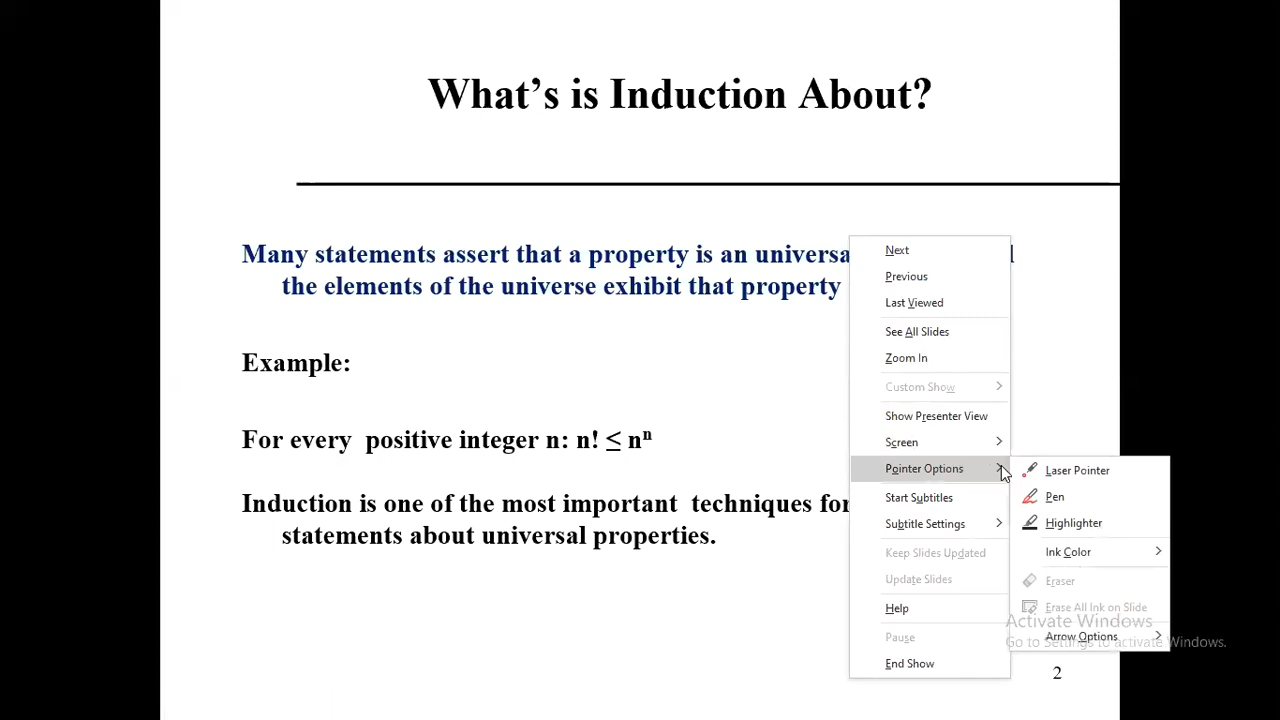 What's is Induction About?
Many statements assert that a property is an universa
the elements of the universe exhibit that property
Example:
For every positive integer n: n! ≤ nⁿ
Induction is one of the most important techniques for
statements about universal properties.
Next
Previous
Last Viewed
See All Slides
Zoom In
Custom Show
Show Presenter View
Screen
Pointer Options
Start Subtitles
Subtitle Settings
Keep Slides Updated
Update Slides
Help
Pause
End Show
Laser Pointer
Pen
Highlighter
Ink Color
Eraser
Erase All Ink on Slide
Arrow Options
Activate Windows
Go to Settings to activate Windows.
2